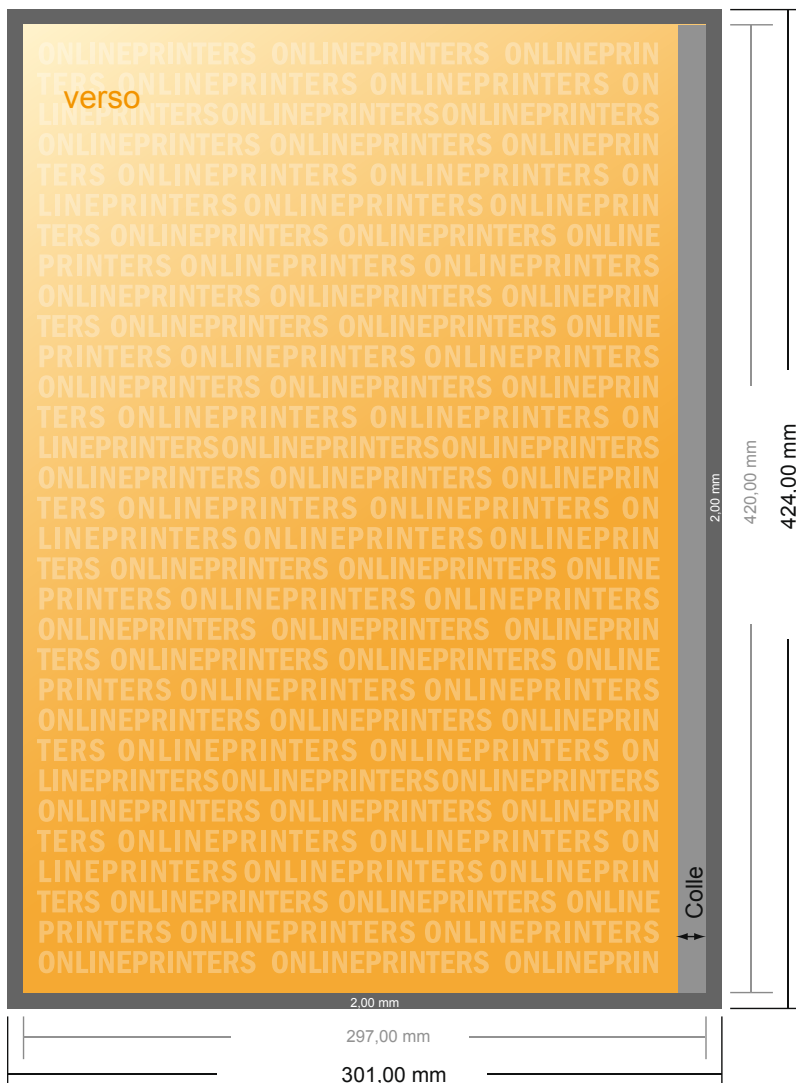 ONLINEPRINTERS ONLINEPRINTERS ONLINEPRIN
TERS ONLINEPRINTERS ONLINEPRINTERS ON
verso
LINEPRINTERSONLINEPRINTERSONLINEPRINTERS
ONLINEPRINTERS ONLINEPRINTERS ONLINEPRIN
TERS ONLINEPRINTERS ONLINEPRINTERS ON
LINEPRINTERS ONLINEPRINTERS ONLINEPRIN
TERS ONLINEPRINTERS ONLINEPRINTERS ONLINE
PRINTERS ONLINEPRINTERS ONLINEPRINTERS
ONLINEPRINTERS ONLINEPRINTERS ONLINEPRIN
TERS ONLINEPRINTERS ONLINEPRINTERS ONLINE
PRINTERS ONLINEPRINTERS ONLINEPRINTERS
ONLINEPRINTERS ONLINEPRINTERS ONLINEPRIN
TERS ONLINEPRINTERS ONLINEPRINTERS ON
LINEPRINTERSONLINEPRINTERSONLINEPRINTERS
ONLINEPRINTERS ONLINEPRINTERS ONLINEPRIN
TERS ONLINEPRINTERS ONLINEPRINTERS ON
LINEPRINTERS ONLINEPRINTERS ONLINEPRIN
TERS ONLINEPRINTERS ONLINEPRINTERS ONLINE
PRINTERS ONLINEPRINTERS ONLINEPRINTERS
ONLINEPRINTERS ONLINEPRINTERS ONLINEPRIN
TERS ONLINEPRINTERS ONLINEPRINTERS ONLINE
PRINTERS ONLINEPRINTERS ONLINEPRINTERS
ONLINEPRINTERS ONLINEPRINTERS ONLINEPRIN
TERS ONLINEPRINTERS ONLINEPRINTERS ON
LINEPRINTERSONLINEPRINTERSONLINEPRINTERS
ONLINEPRINTERS ONLINEPRINTERS ONLINEPRIN
TERS ONLINEPRINTERS ONLINEPRINTERS ON
LINEPRINTERS ONLINEPRINTERS ONLINEPRIN
TERS ONLINEPRINTERS ONLINEPRINTERS ONLINE
PRINTERS ONLINEPRINTERS ONLINEPRINTERS
ONLINEPRINTERS ONLINEPRINTERS ONLINEPRIN
Colle
2,00 mm
420,00 mm
424.00 mm
2,00 mm
297,00 mm
301,00 mm